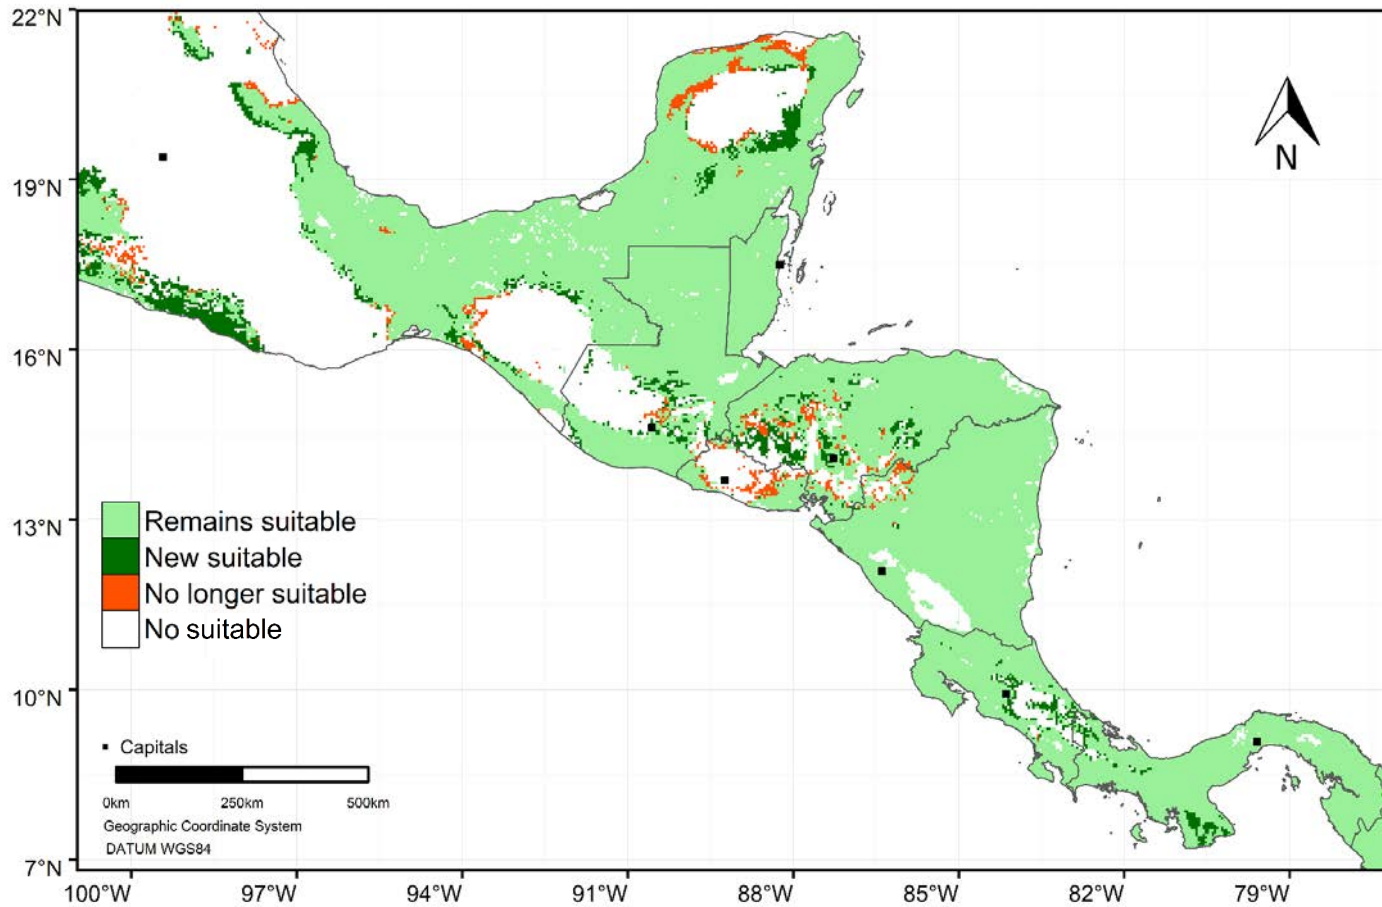 22°N
19°N
16°N
13°N
10°N
7°N
N
Remains suitable
New suitable
No longer suitable
No suitable
Capitals
0km 250km 500km
Geographic Coordinate System
DATUM WGS84
100°W 97°W 94°W 91°W 88°W 85°W 82°W 79°W